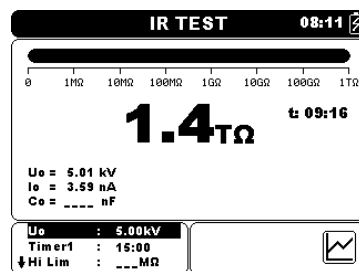 IR TEST 08:11
0 1MΩ 10MΩ 100MΩ 1GΩ 10GΩ 100GΩ 1TΩ
1.4TΩ t: 09:16
Uo = 5.01 kV
Io = 3.59 nA
Co = ____ nF
Uo : 5.00kV
Timer1 : 15:00
Hi Lim : ___MΩ